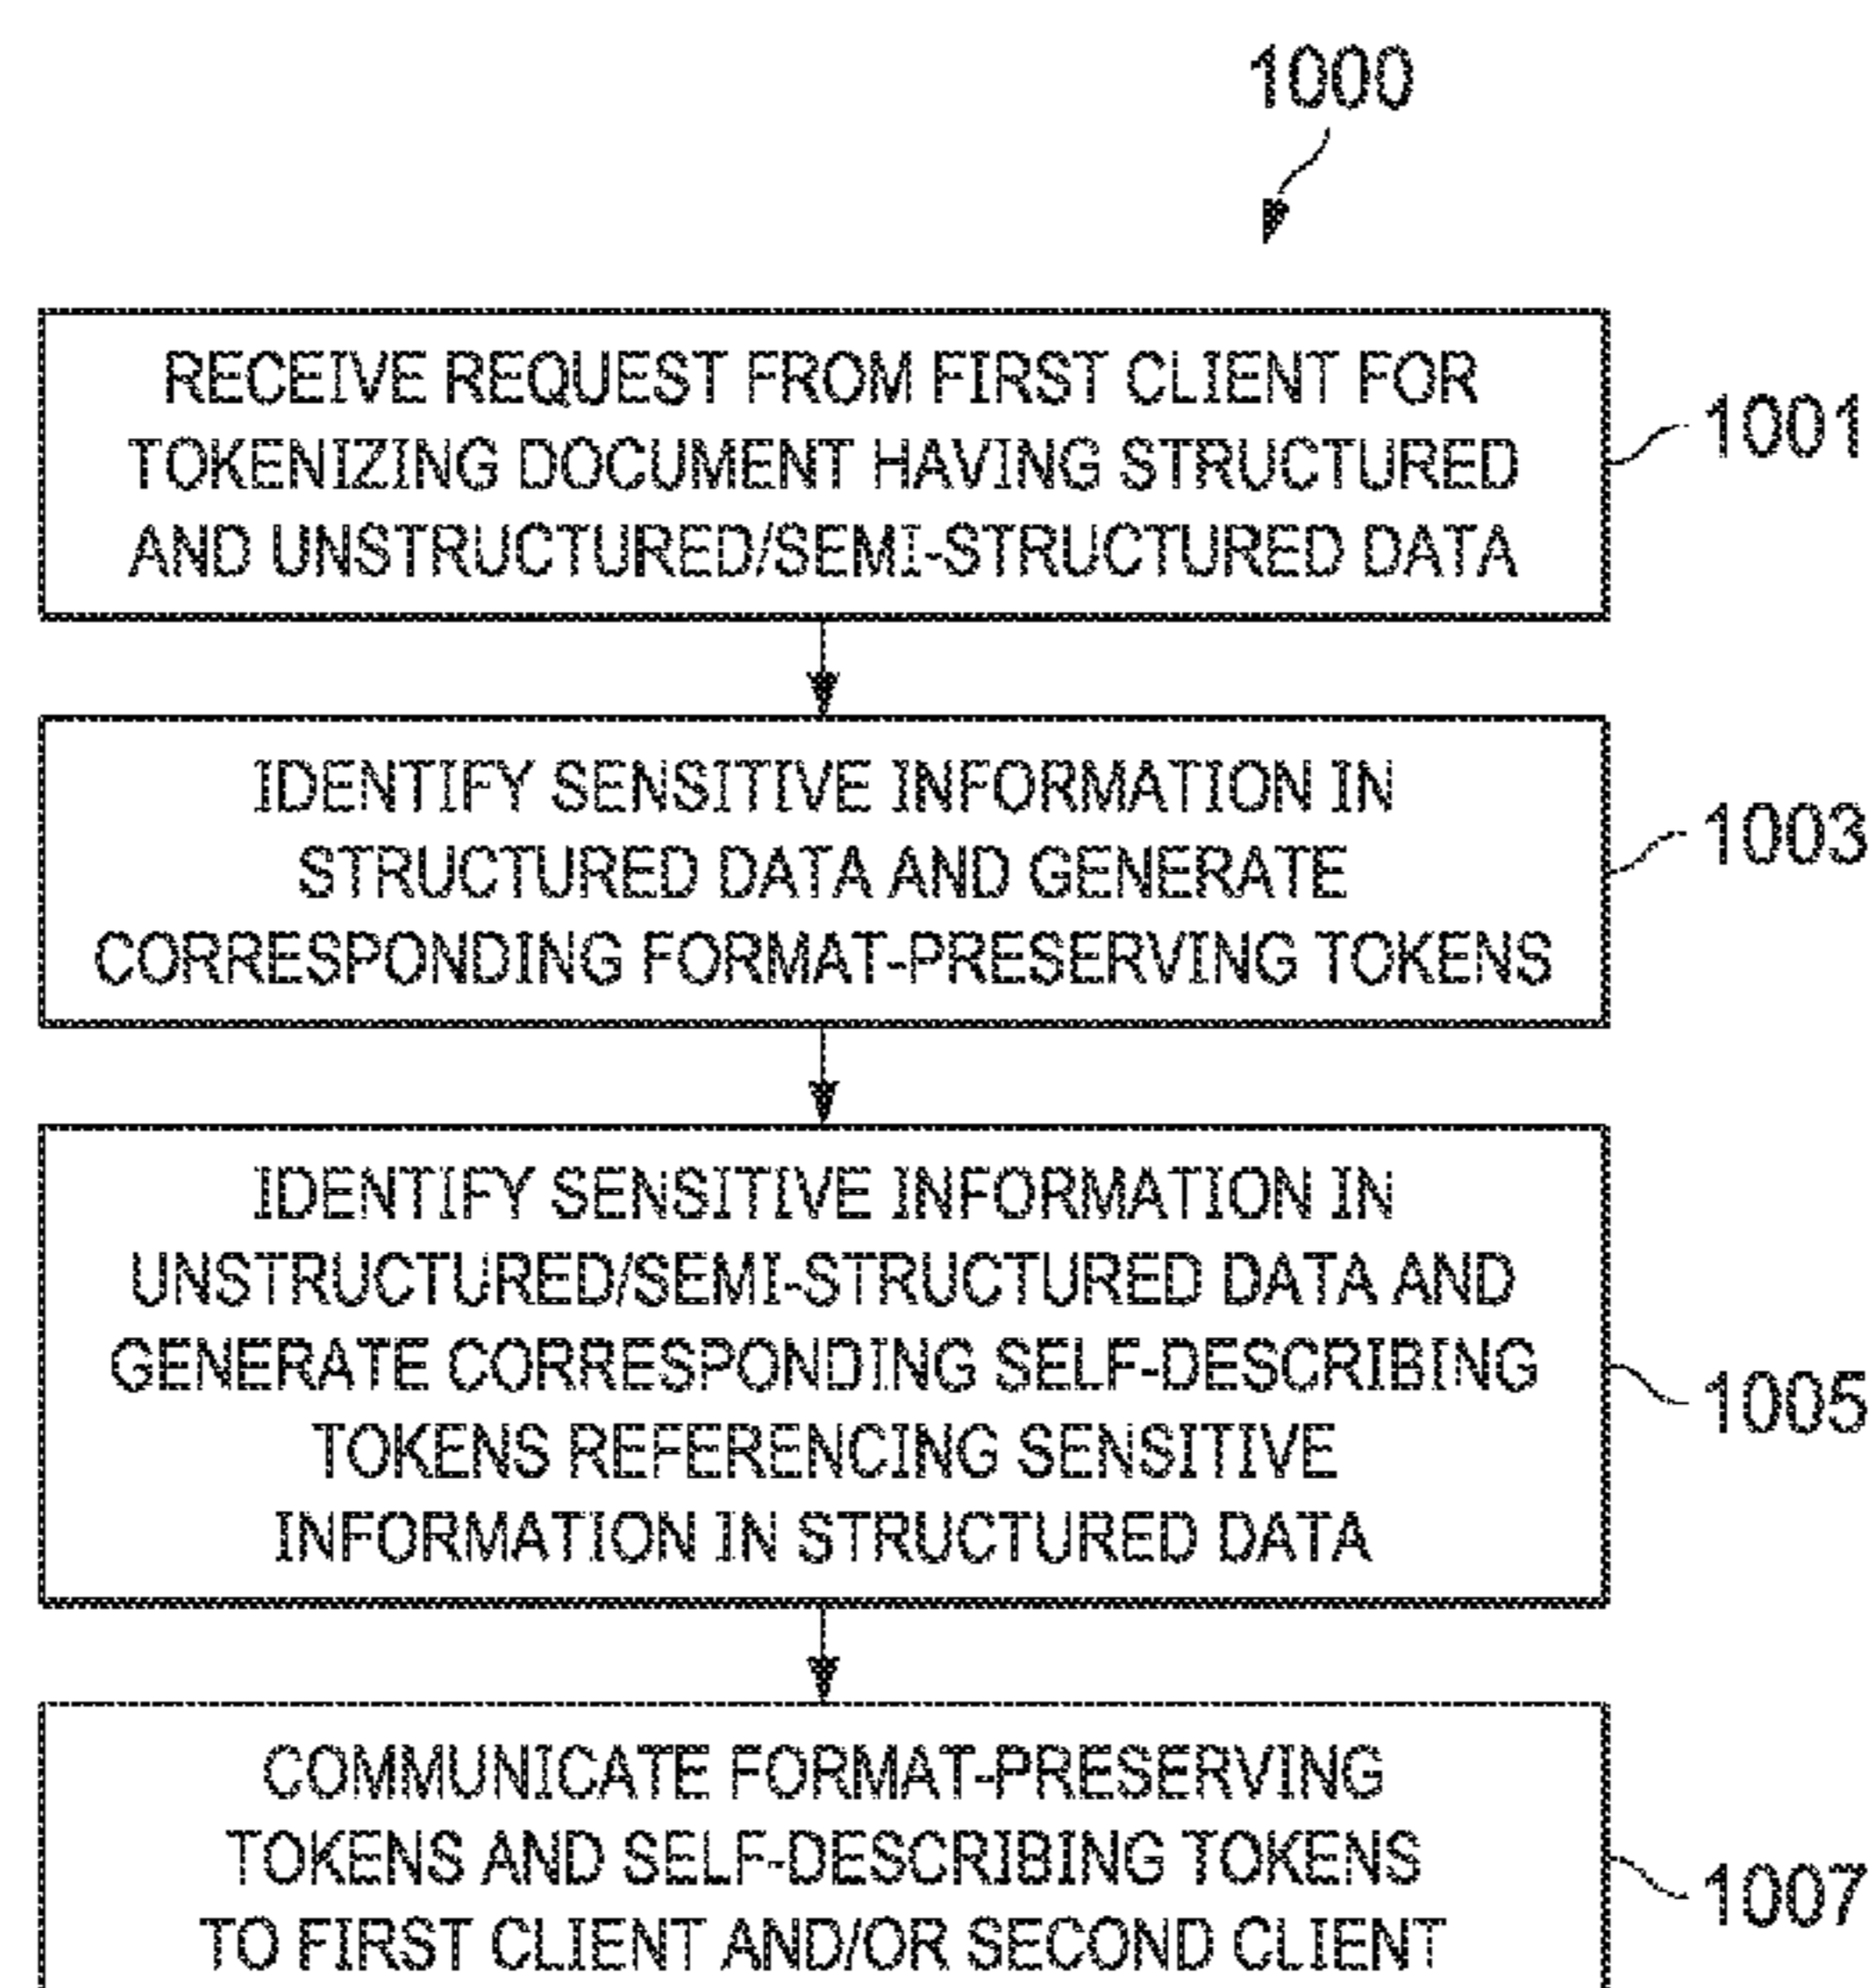 1000
RECEIVE REQUEST FROM FIRST CLIENT FOR
TOKENIZING DOCUMENT HAVING STRUCTURED
AND UNSTRUCTURED/SEMI-STRUCTURED DATA
1001
IDENTIFY SENSITIVE INFORMATION IN
STRUCTURED DATA AND GENERATE
CORRESPONDING FORMAT-PRESERVING TOKENS
1003
IDENTIFY SENSITIVE INFORMATION IN
UNSTRUCTURED/SEMI-STRUCTURED DATA AND
GENERATE CORRESPONDING SELF-DESCRIBING
TOKENS REFERENCING SENSITIVE
INFORMATION IN STRUCTURED DATA
1005
COMMUNICATE FORMAT-PRESERVING
TOKENS AND SELF-DESCRIBING TOKENS
TO FIRST CLIENT AND/OR SECOND CLIENT
1007